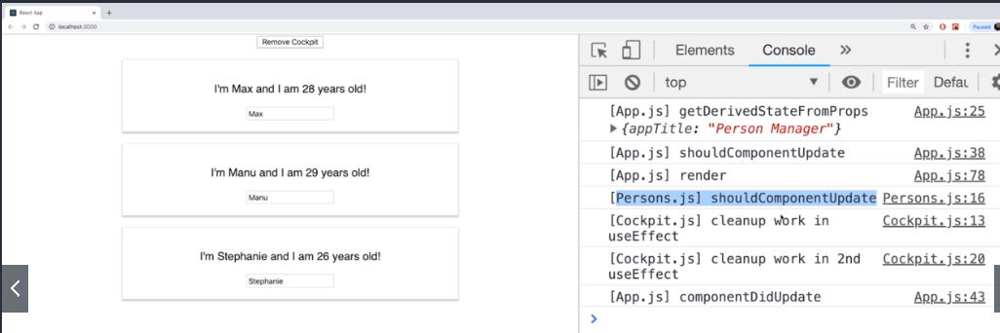 React App
localhost:3000
Paused
Remove Cockpit
I'm Max and I am 28 years old!
Max
I'm Manu and I am 29 years old!
Manu
I'm Stephanie and I am 26 years old!
Stephanie
Elements Console
top Filter Defau
[App.js] getDerivedStateFromProps App.js:25
{appTitle: "Person Manager"}
[App.js] shouldComponentUpdate App.js:38
[App.js] render App.js:78
[Persons.js] shouldComponentUpdate Persons.js:16
[Cockpit.js] cleanup work in Cockpit.js:13
useEffect
[Cockpit.js] cleanup work in 2nd Cockpit.js:20
useEffect
[App.js] componentDidUpdate App.js:43